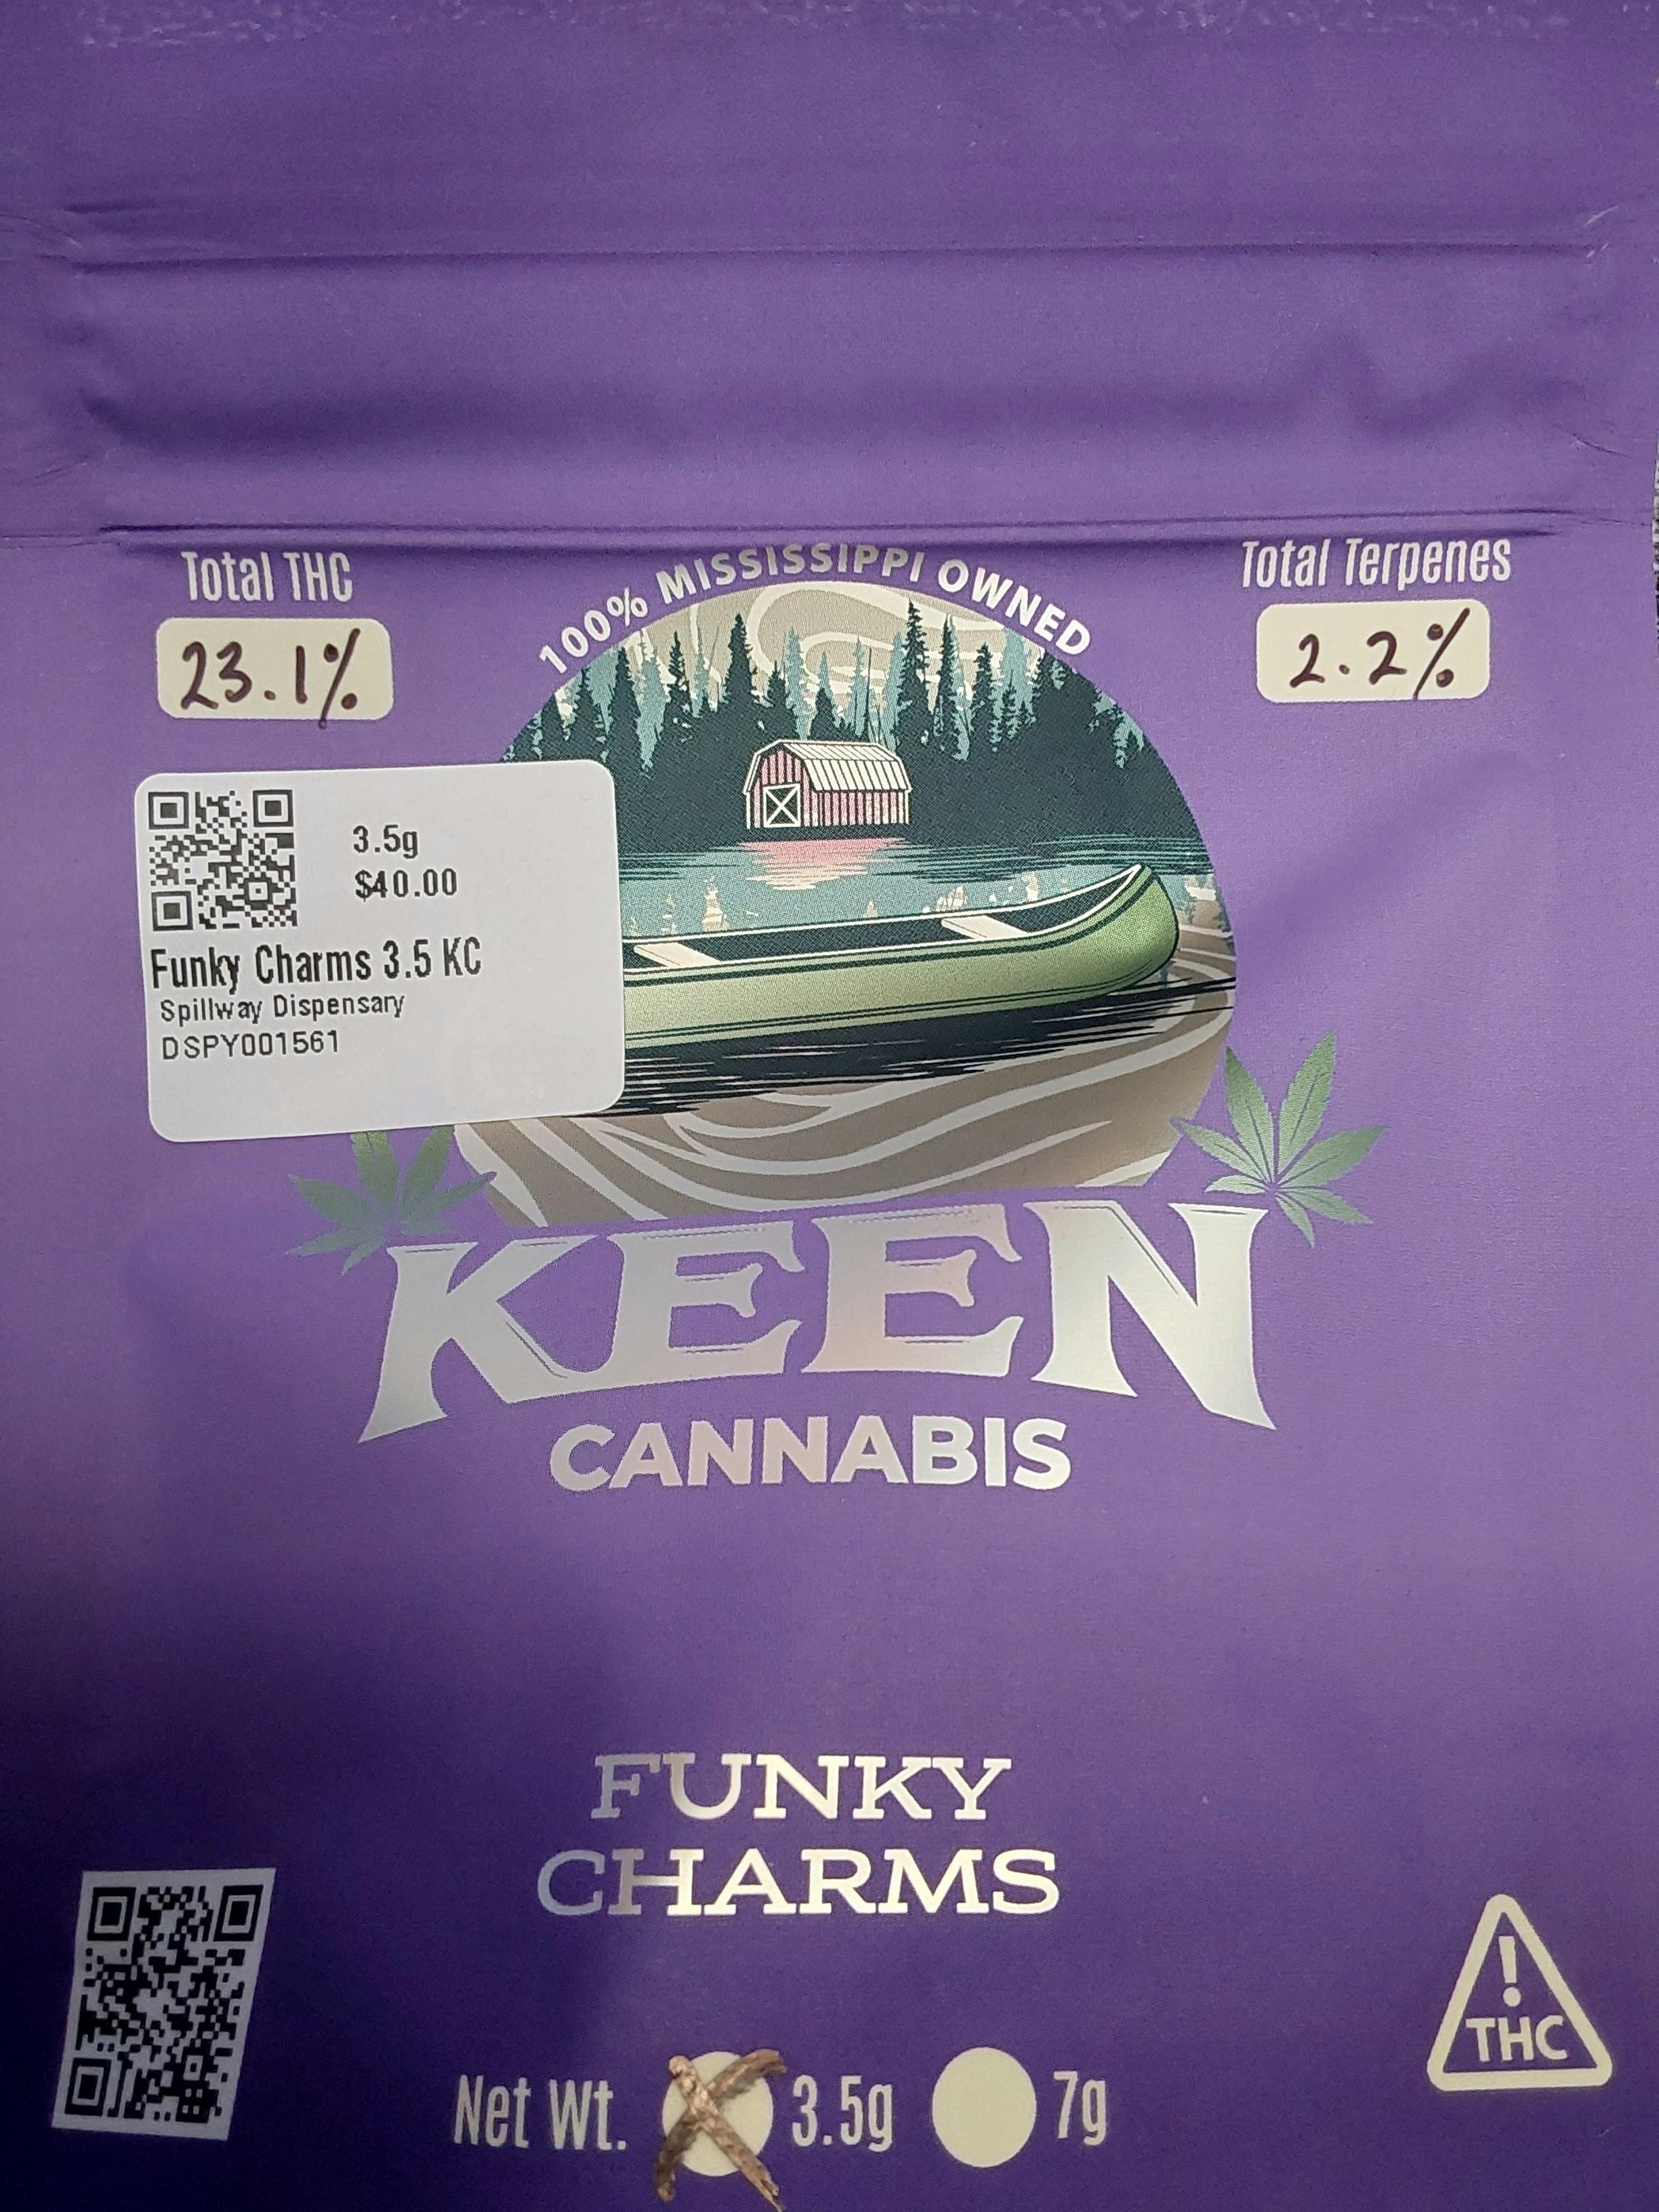 Total THC
23.1%
100% MISSISSIPPI OWNED
Total Terpenes
2.2%
3.5g
$40.00
Funky Charms 3.5 KC
Spillway Dispensary
DSPY001561
KEEN
CANNABIS
FUNKY
CHARMS
! THC
Net Wt. 3.5g 7g